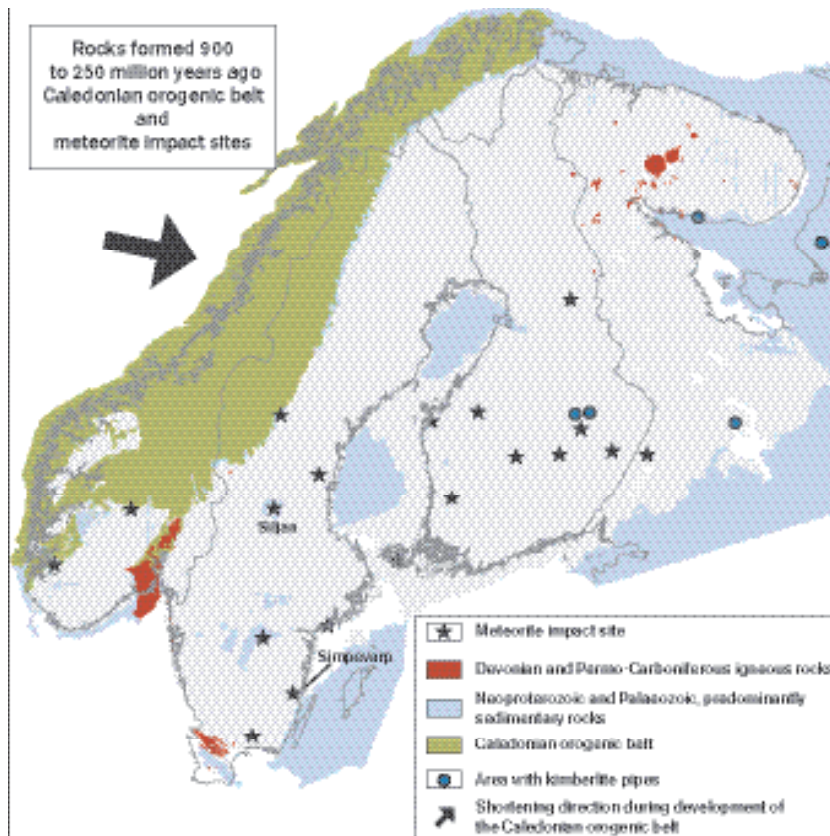 Rocks formed 900
to 250 million years ago
Caledonian orogenic belt
and
meteorite impact sites
Siljan
Simpevarp
Meteorite impact site
Devonian and Permo-Carboniferous igneous rocks
Neoproterozoic and Palaeozoic, predominantly
sedimentary rocks
Caledonian orogenic belt
Area with kimberlite pipes
Shortening direction during development of
the Caledonian orogenic belt